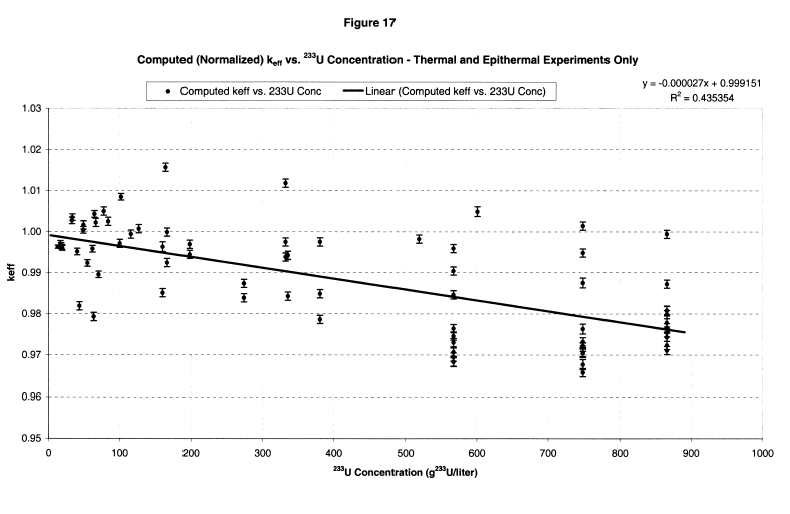 Figure 17
Computed (Normalized) keff vs. 233U Concentration - Thermal and Epithermal Experiments Only
Computed keff vs. 233U Conc
Linear (Computed keff vs. 233U Conc)
y = -0.000027x + 0.999151
R2 = 0.435354
1.03
1.02
1.01
1.00
0.99
0.98
0.97
0.96
0.95
keff
0 100 200 300 400 500 600 700 800 900 1000
233U Concentration (g233U/liter)